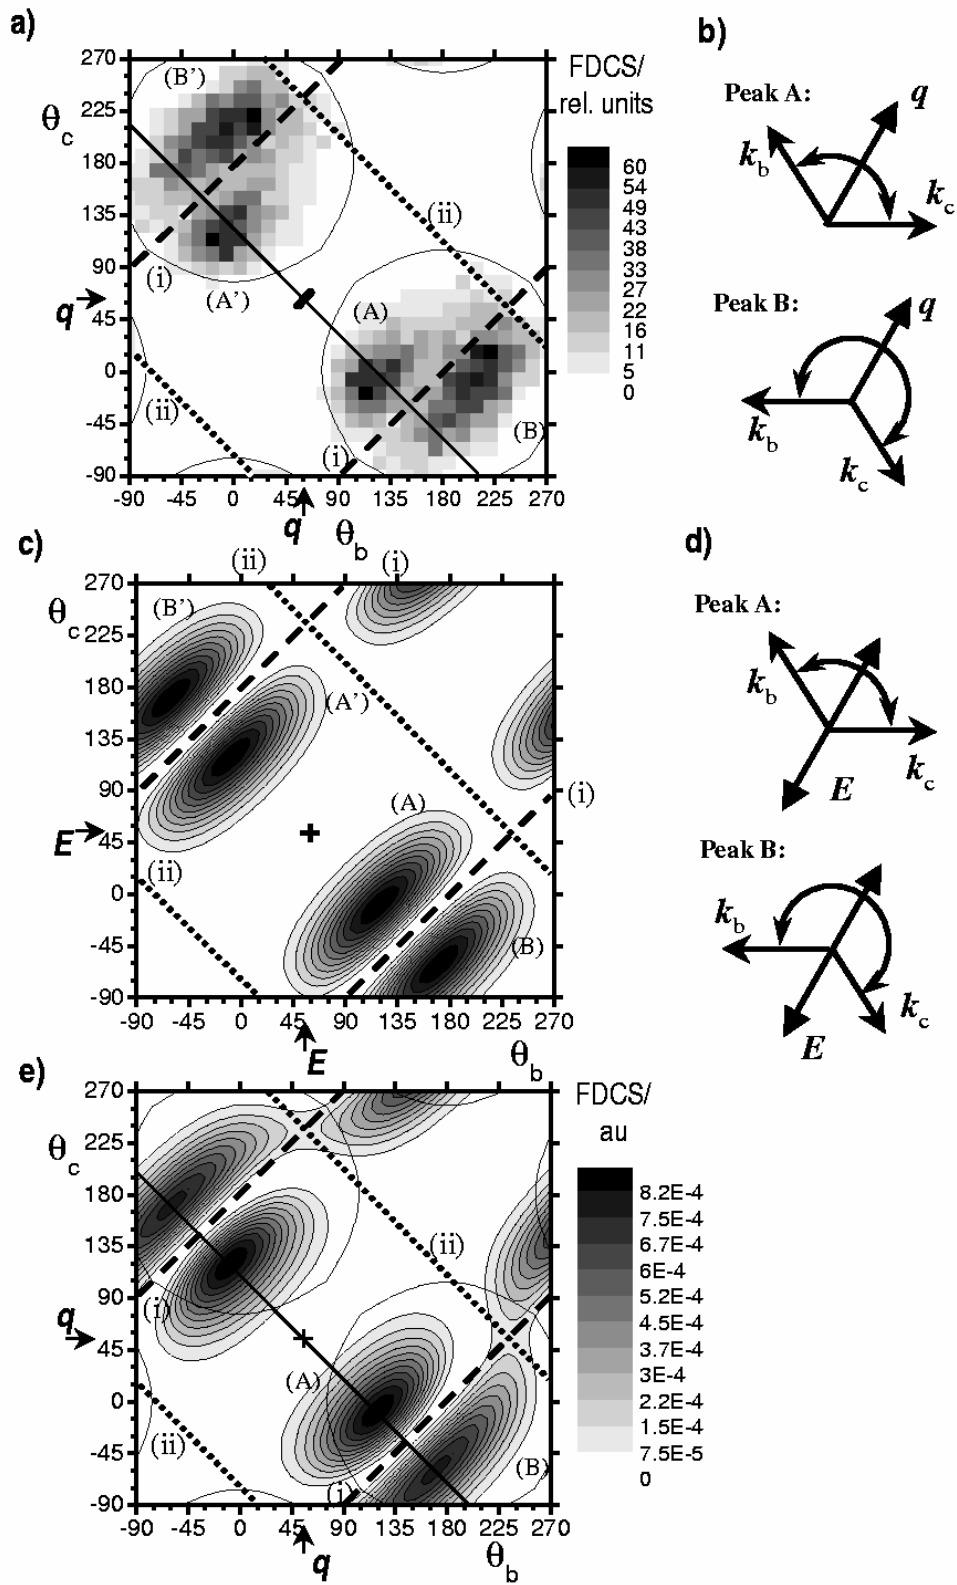 a)
270
225
θc
180
135
90
q
45
0
-45
-90
(B')
(i)
(A')
(ii)
(A)
(ii)
(i)
(B)
-90 -45 0 45 90 135 180 225 270
q θb
FDCS/
rel. units
60
54
49
43
38
33
27
22
16
11
5
0
b)
Peak A:
q
kb
kc
Peak B:
q
kb
kc
c)
(ii) (i)
270
θc
225
180
135
90
E
45
0
-45
-90
(B')
(A')
(i)
(A)
(ii)
(B)
-90 -45 0 45 90 135 180 225 270
E θb
d)
Peak A:
kb
kc
E
Peak B:
kb
kc
E
e)
270
225
θc
180
135
90
q
45
0
-45
-90
(ii)
(i)
(A)
(ii)
(i)
(B)
-90 -45 0 45 90 135 180 225 270
q θb
FDCS/
au
8.2E-4
7.5E-4
6.7E-4
6E-4
5.2E-4
4.5E-4
3.7E-4
3E-4
2.2E-4
1.5E-4
7.5E-5
0